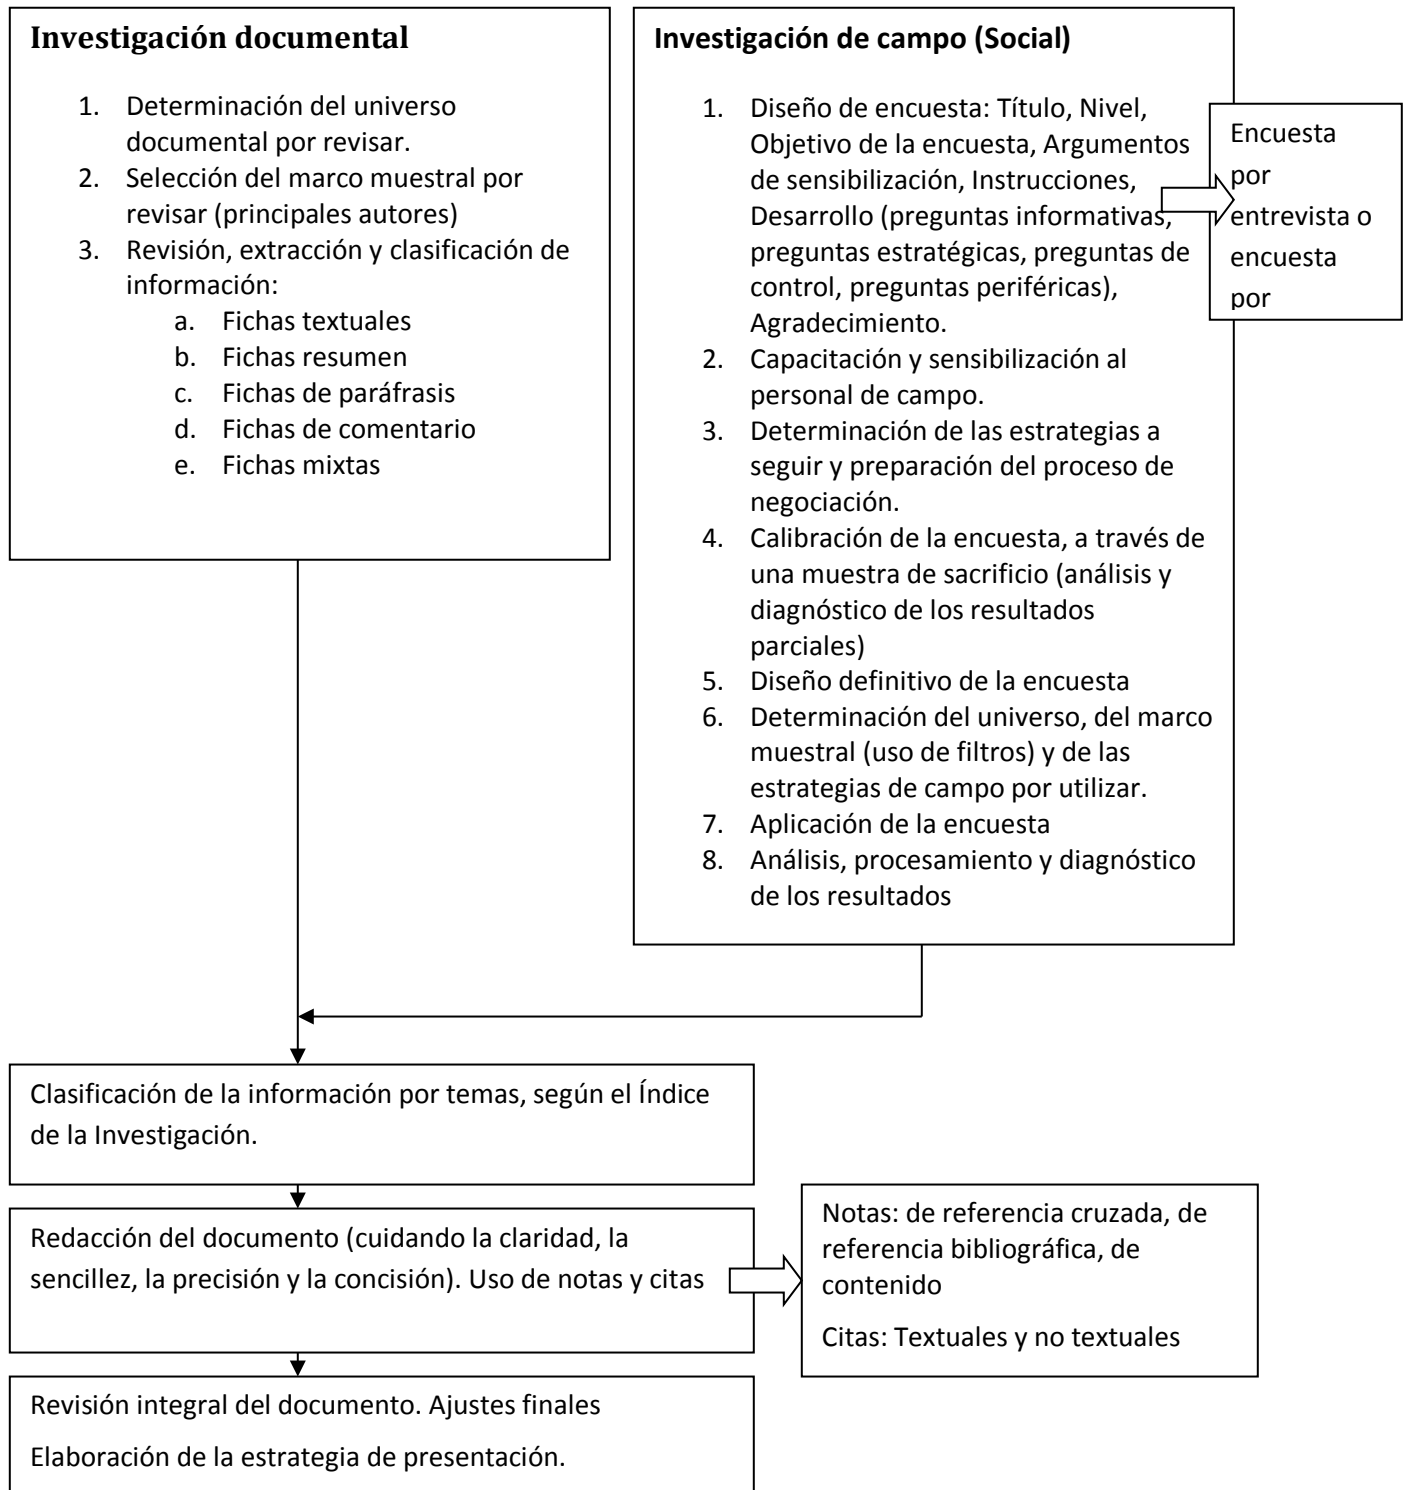 Investigación documental
1. Determinación del universo
documental por revisar.
2. Selección del marco muestral por
revisar (principales autores)
3. Revisión, extracción y clasificación de
información:
a. Fichas textuales
b. Fichas resumen
c. Fichas de paráfrasis
d. Fichas de comentario
e. Fichas mixtas
Investigación de campo (Social)
1. Diseño de encuesta: Título, Nivel,
Objetivo de la encuesta, Argumentos
de sensibilización, Instrucciones,
Desarrollo (preguntas informativas,
preguntas estratégicas, preguntas de
control, preguntas periféricas),
Agradecimiento.
2. Capacitación y sensibilización al
personal de campo.
3. Determinación de las estrategias a
seguir y preparación del proceso de
negociación.
4. Calibración de la encuesta, a través de
una muestra de sacrificio (análisis y
diagnóstico de los resultados
parciales)
5. Diseño definitivo de la encuesta
6. Determinación del universo, del marco
muestral (uso de filtros) y de las
estrategias de campo por utilizar.
7. Aplicación de la encuesta
8. Análisis, procesamiento y diagnóstico
de los resultados
Encuesta
por
entrevista o
encuesta
por
Clasificación de la información por temas, según el Índice
de la Investigación.
Redacción del documento (cuidando la claridad, la
sencillez, la precisión y la concisión). Uso de notas y citas
Notas: de referencia cruzada, de
referencia bibliográfica, de
contenido
Citas: Textuales y no textuales
Revisión integral del documento. Ajustes finales
Elaboración de la estrategia de presentación.